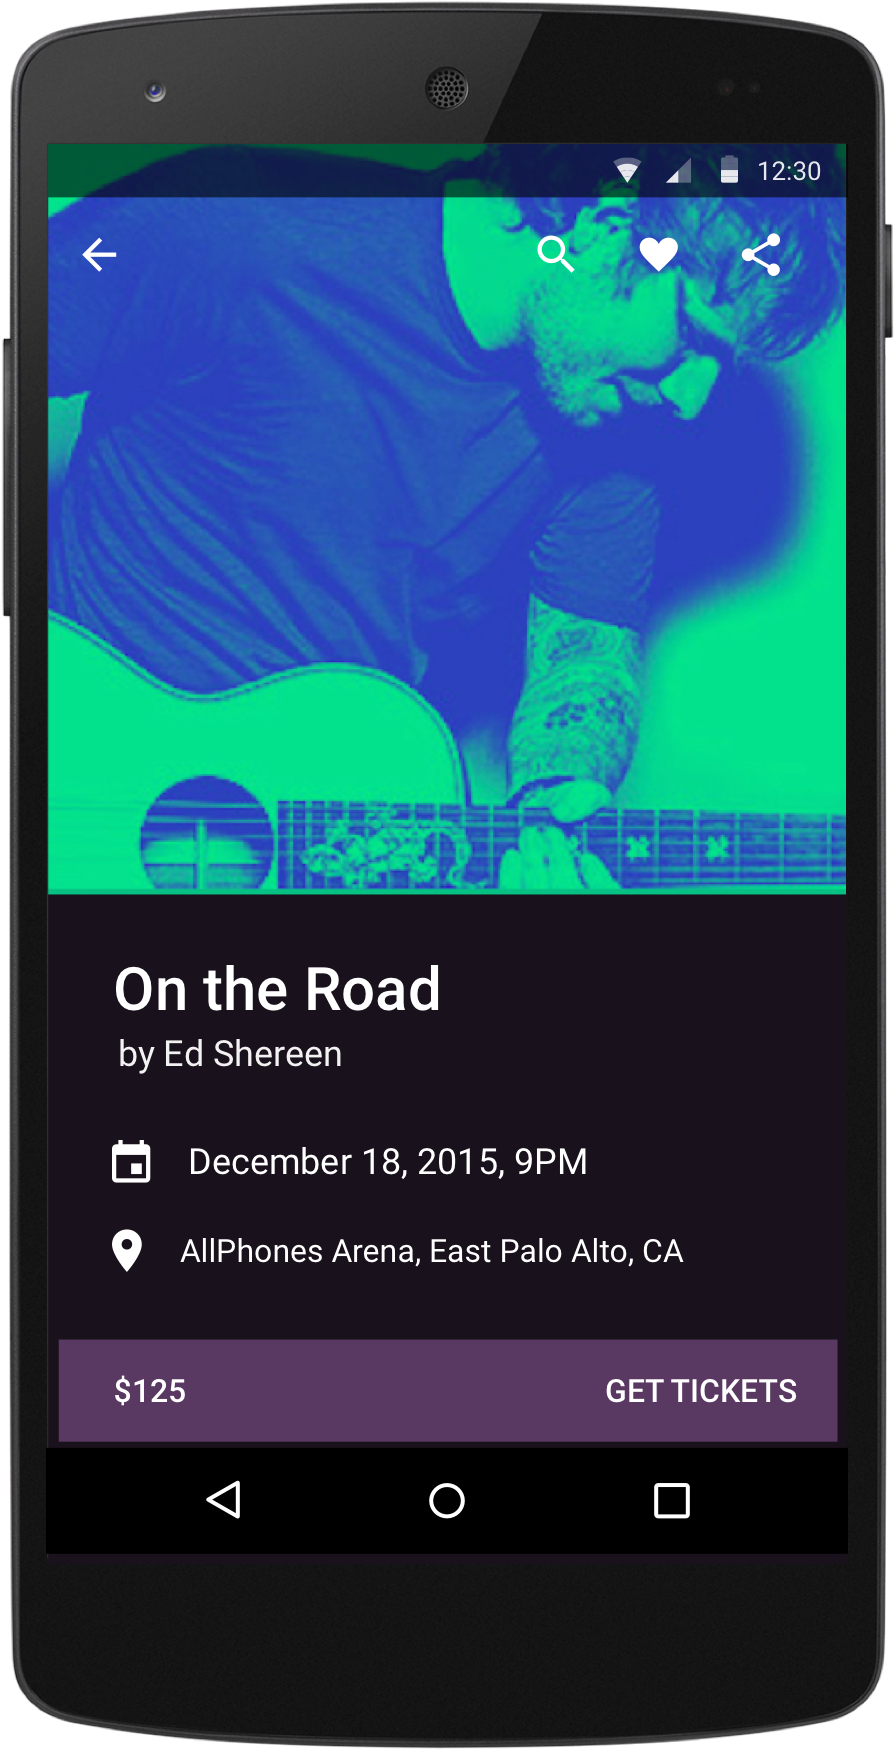 12:30
On the Road
by Ed Shereen
December 18, 2015, 9PM
AllPhones Arena, East Palo Alto, CA
$125 GET TICKETS